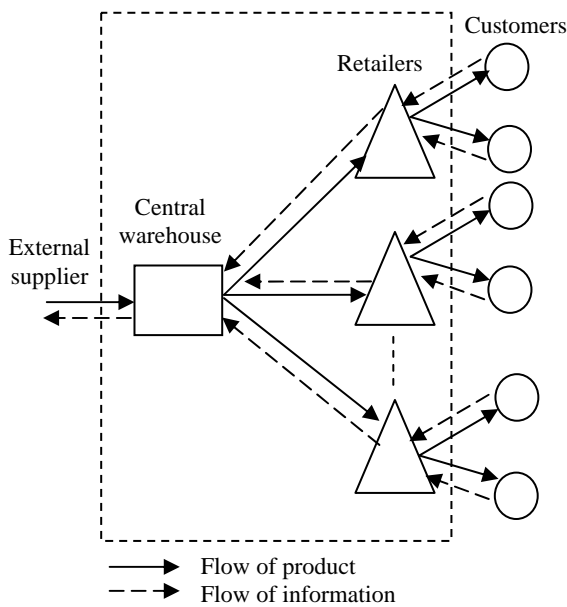 Customers
Retailers
Central
warehouse
External
supplier
Flow of product
Flow of information